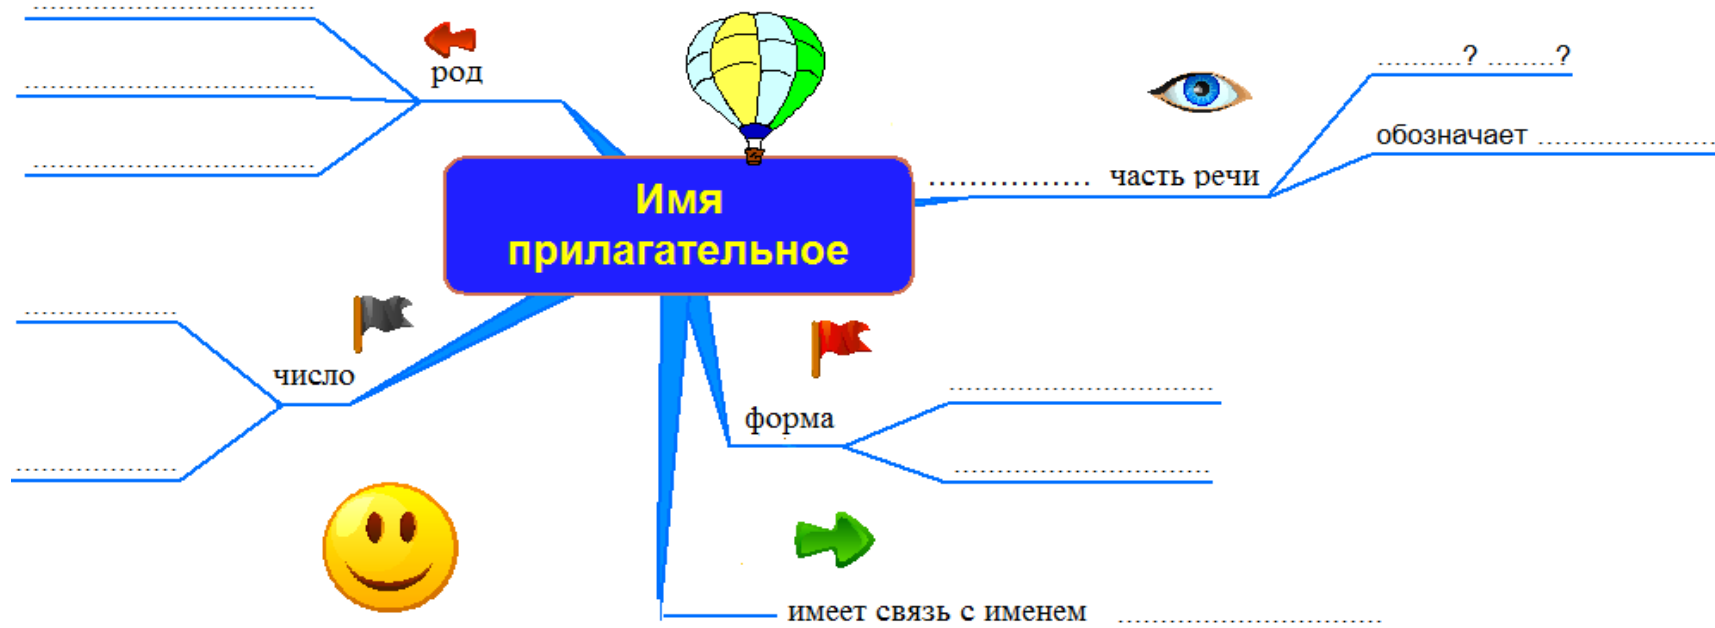 ..............................
род
..............................
..............................
Имя
прилагательное
................ часть речи
..........? ........?
обозначает ....................
число
.................
.................
форма
............................
............................
имеет связь с именем ............................